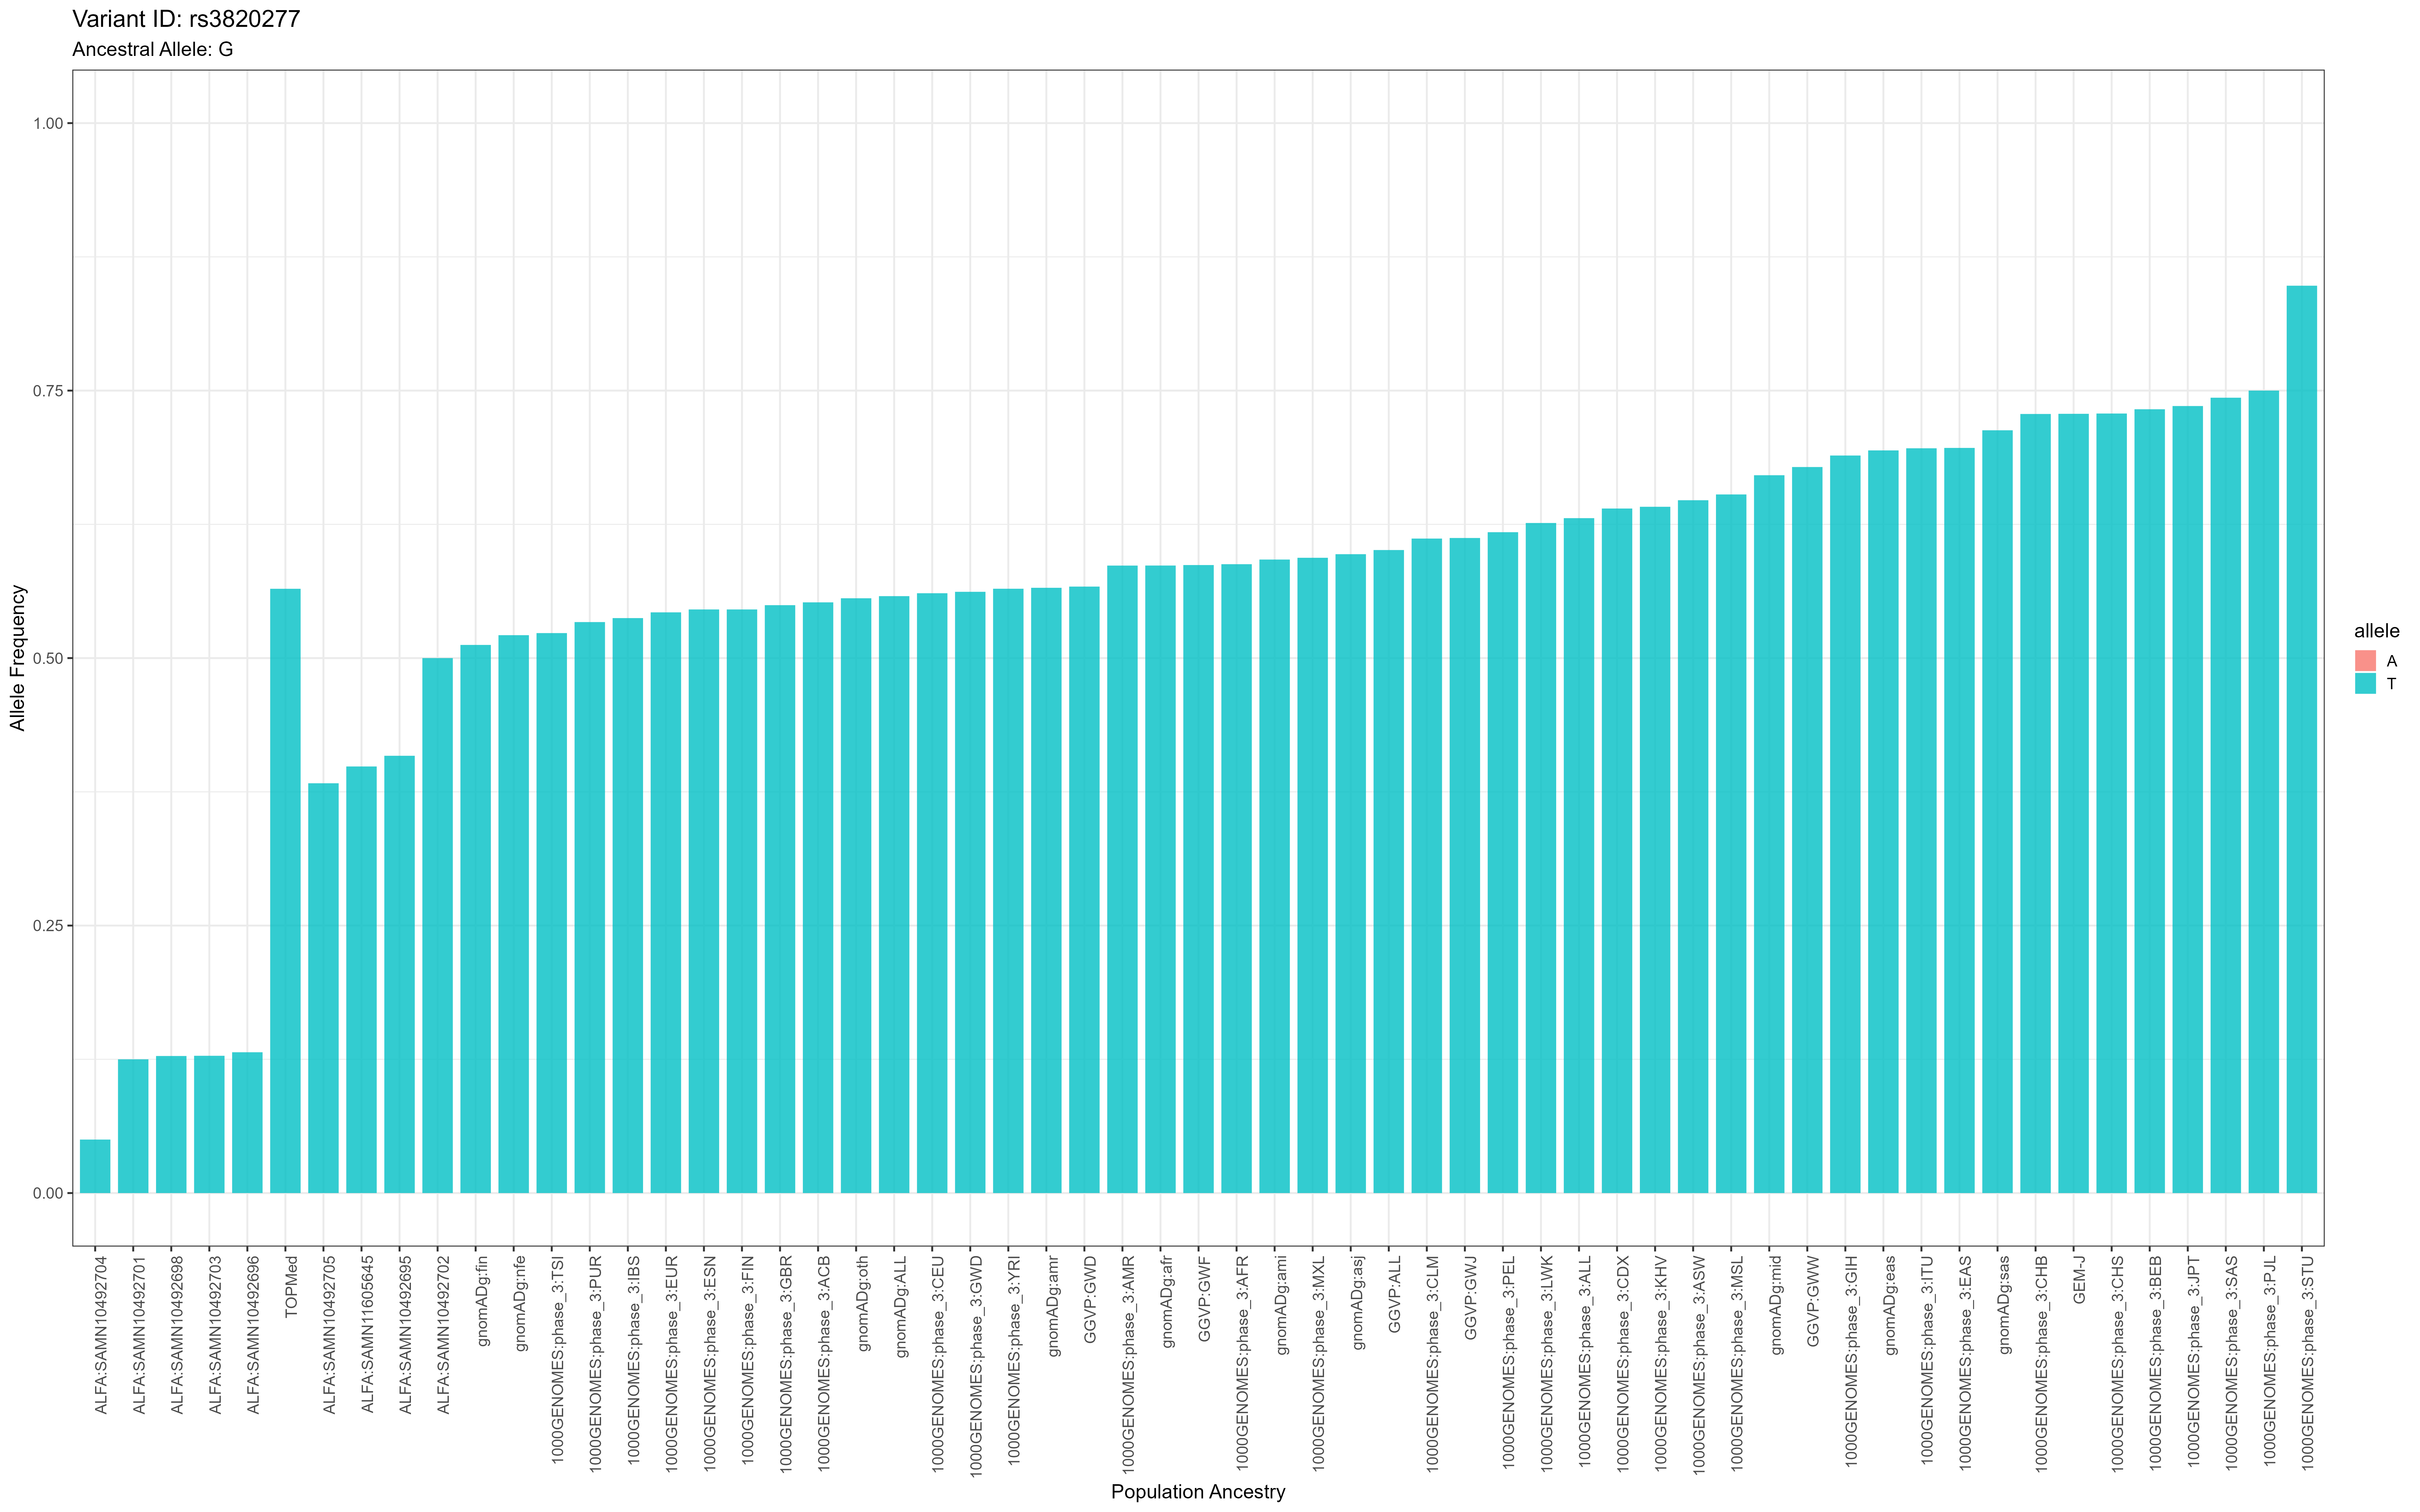 Variant ID: rs3820277
Ancestral Allele: G
Allele Frequency
1.00
0.75
0.50
0.25
0.00
ALFA:SAMN10492704
ALFA:SAMN10492701
ALFA:SAMN10492698
ALFA:SAMN10492703
ALFA:SAMN10492696
TOPMed
ALFA:SAMN10492705
ALFA:SAMN11605645
ALFA:SAMN10492695
ALFA:SAMN10492702
gnomADg:fin
gnomADg:nfe
1000GENOMES:phase_3:TSI
1000GENOMES:phase_3:PUR
1000GENOMES:phase_3:IBS
1000GENOMES:phase_3:EUR
1000GENOMES:phase_3:ESN
1000GENOMES:phase_3:FIN
1000GENOMES:phase_3:GBR
1000GENOMES:phase_3:ACB
gnomADg:oth
gnomADg:ALL
1000GENOMES:phase_3:CEU
1000GENOMES:phase_3:GWD
1000GENOMES:phase_3:YRI
gnomADg:amr
GGVP:GWD
1000GENOMES:phase_3:AMR
gnomADg:afr
GGVP:GWF
1000GENOMES:phase_3:AFR
gnomADg:ami
1000GENOMES:phase_3:MXL
gnomADg:asj
GGVP:ALL
1000GENOMES:phase_3:CLM
GGVP:GWJ
1000GENOMES:phase_3:PEL
1000GENOMES:phase_3:LWK
1000GENOMES:phase_3:ALL
1000GENOMES:phase_3:CDX
1000GENOMES:phase_3:KHV
1000GENOMES:phase_3:ASW
1000GENOMES:phase_3:MSL
gnomADg:mid
GGVP:GWW
1000GENOMES:phase_3:GIH
gnomADg:eas
1000GENOMES:phase_3:ITU
1000GENOMES:phase_3:EAS
gnomADg:sas
1000GENOMES:phase_3:CHB
GEM-J
1000GENOMES:phase_3:CHS
1000GENOMES:phase_3:BEB
1000GENOMES:phase_3:JPT
1000GENOMES:phase_3:SAS
1000GENOMES:phase_3:PJL
1000GENOMES:phase_3:STU
Population Ancestry
allele
A
T